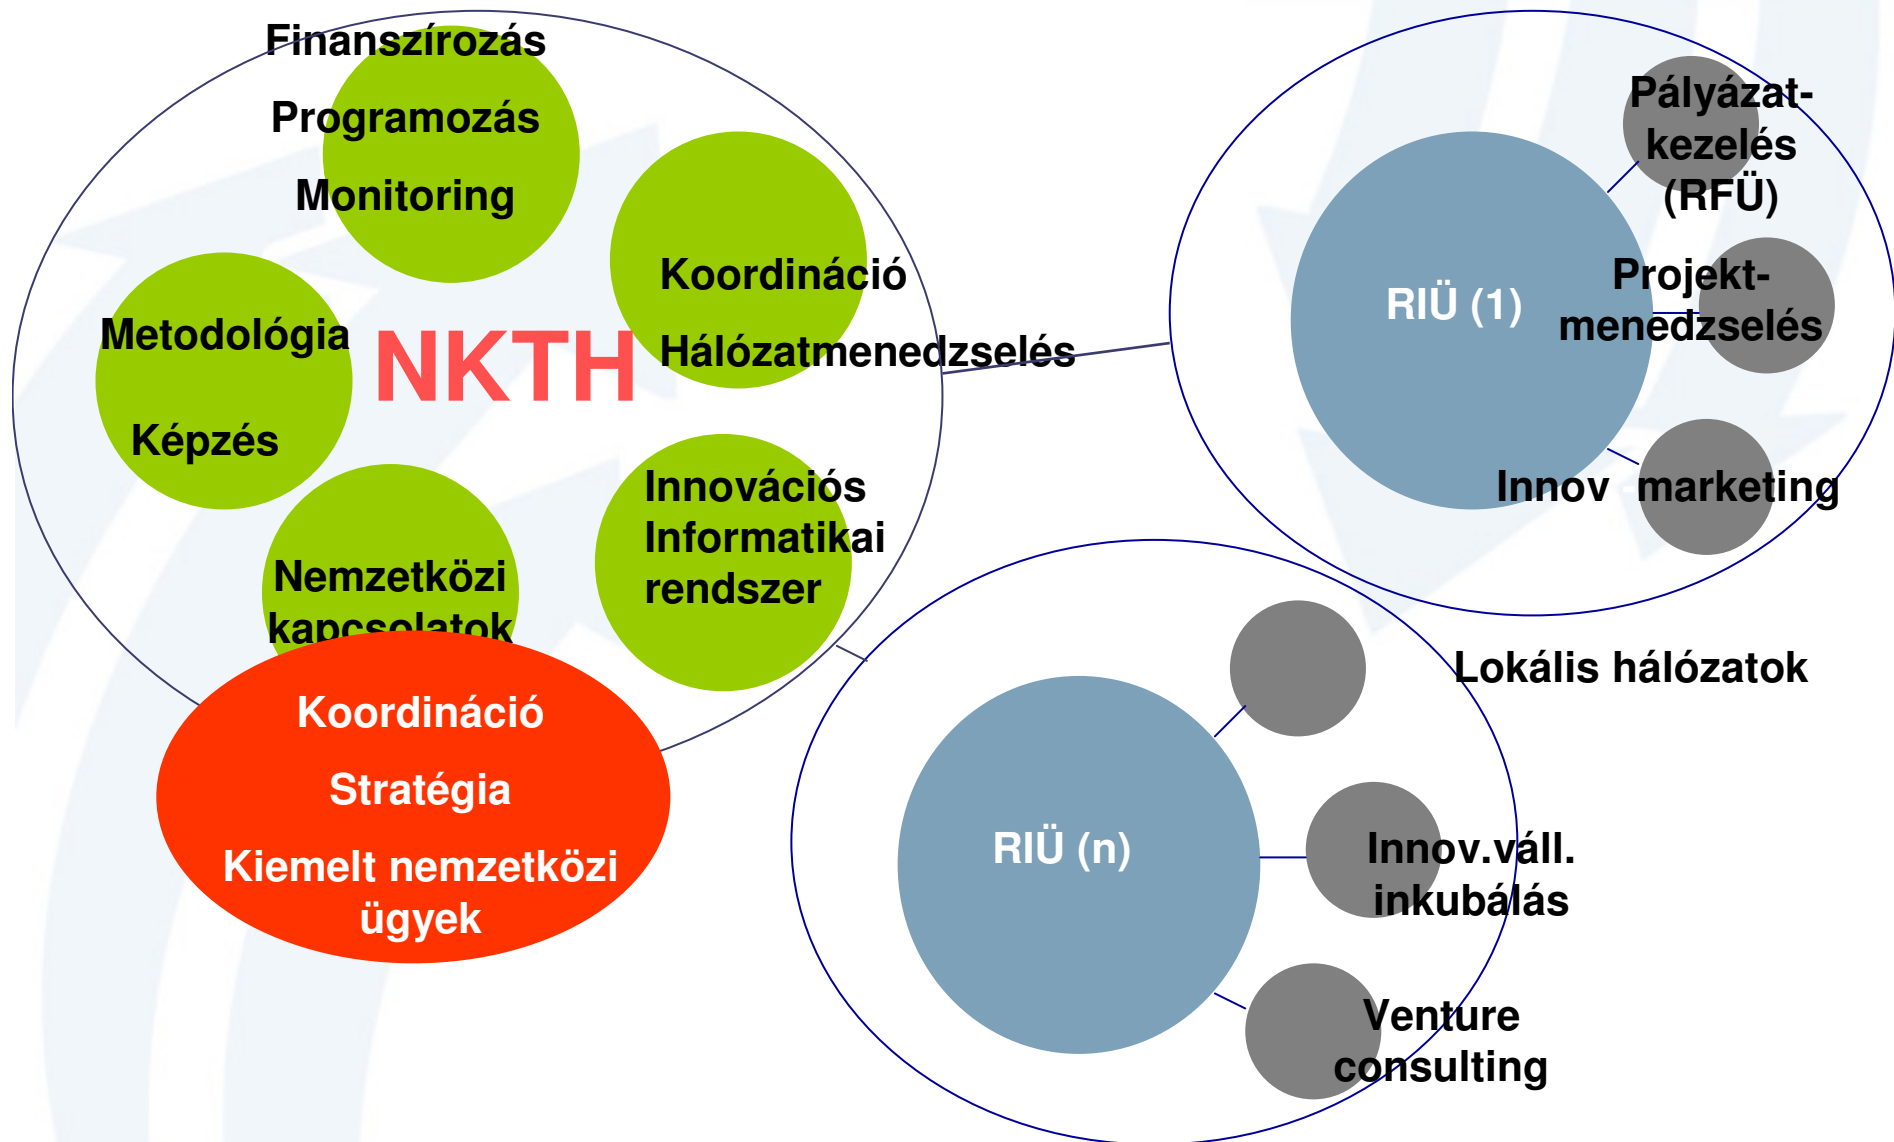 Finanszírozás
Programozás
Monitoring
Koordináció
Hálózatmenedzselés
Metodológia
Képzés
NKTH
Innovációs
Informatikai
rendszer
Nemzetközi
kapcsolatok
Koordináció
Stratégia
Kiemelt nemzetközi
ügyek
RIÜ (1)
Pályázat-
kezelés
(RFÜ)
Projekt-
menedzselés
Innov marketing
RIÜ (n)
Lokális hálózatok
Innov.váll.
inkubálás
Venture
consulting